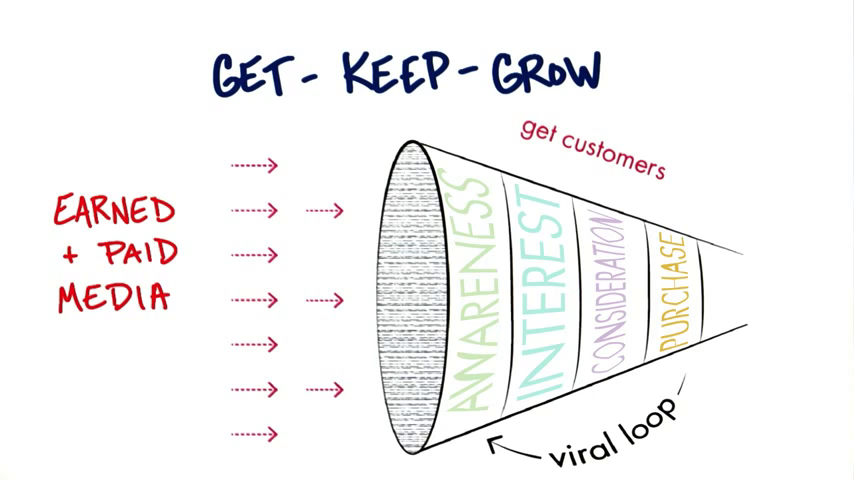 GET - KEEP - GROW
get customers
EARNED
+ PAID
MEDIA
AWARENESS
INTEREST
CONSIDERATION
PURCHASE
viral loop